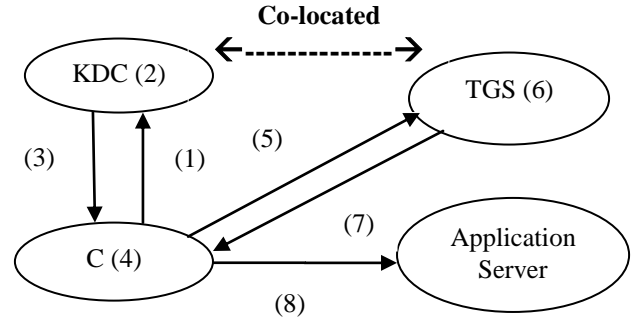 Co-located
KDC (2)
TGS (6)
(3)
(1)
(5)
C (4)
(7)
Application
Server
(8)